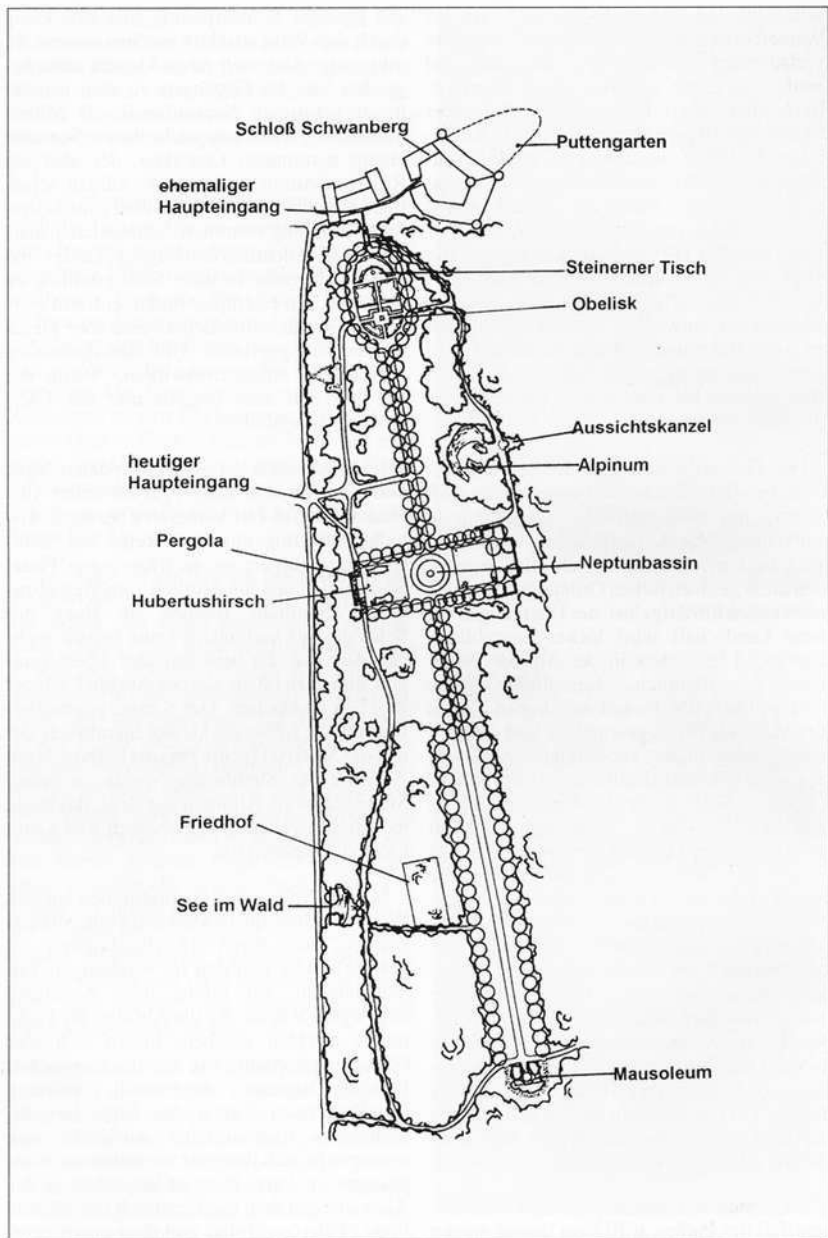 Schloß Schwanberg
Puttengarten
ehemaliger
Haupteingang
Steinerner Tisch
Obelisk
Aussichtskanzel
heutiger
Haupteingang
Alpinum
Pergola
Neptunbassin
Hubertushirsch
Friedhof
See im Wald
Mausoleum